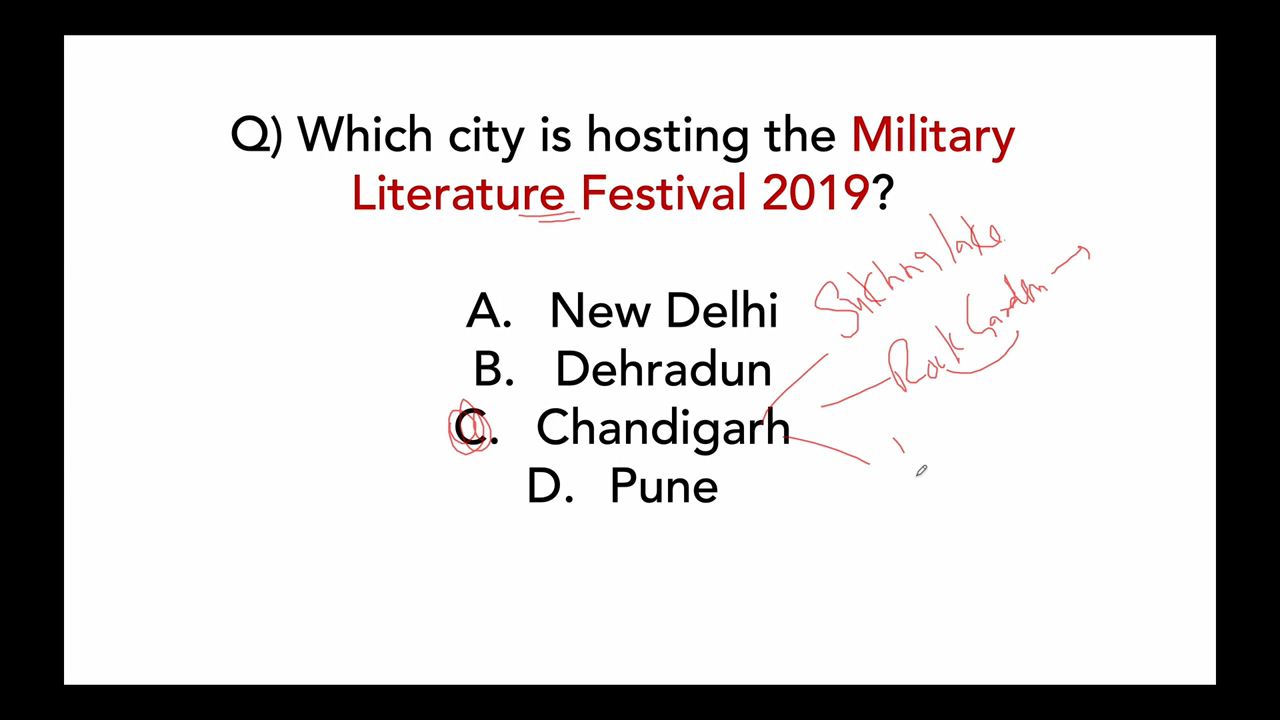 Q) Which city is hosting the Military
Literature Festival 2019?
Sukhna lake
A. New Delhi
Rock Garden
B. Dehradun
C. Chandigarh
D. Pune